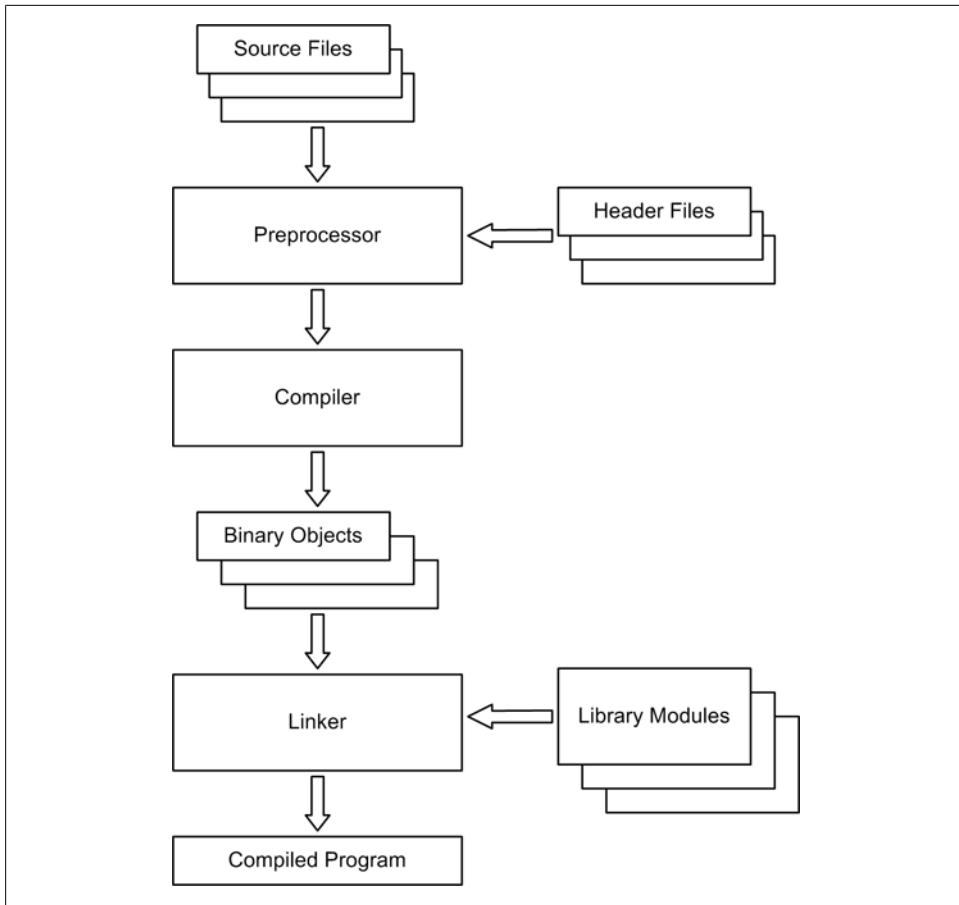 Source Files
Preprocessor
Header Files
Compiler
Binary Objects
Linker
Library Modules
Compiled Program